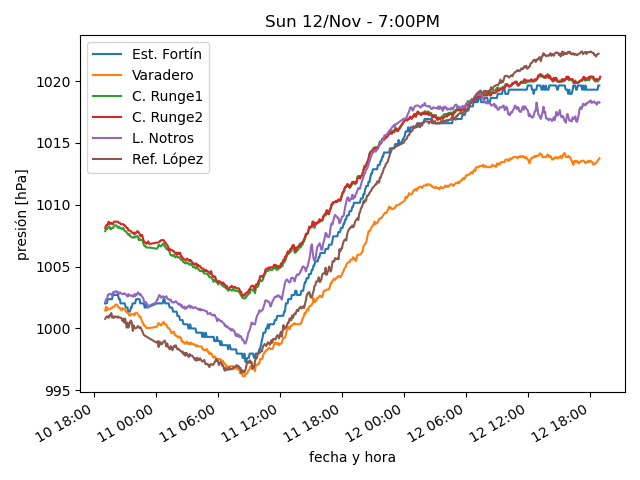 Sun 12/Nov - 7:00PM
Est. Fortín
Varadero
C. Runge1
C. Runge2
L. Notros
Ref. López
presión [hPa]
1020
1015
1010
1005
1000
995
10 18:00
11 00:00
11 06:00
11 12:00
11 18:00
12 00:00
12 06:00
12 12:00
12 18:00
fecha y hora